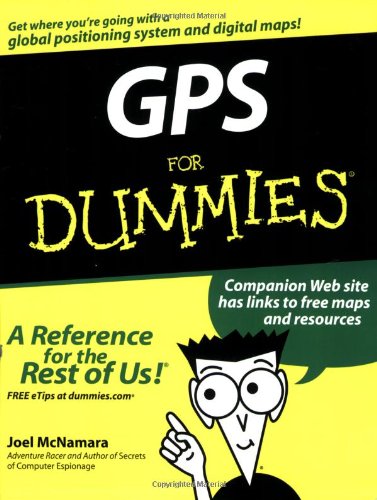 Get where you're going with a
global positioning system and digital maps!
GPS
FOR
DUMMIES®
Companion Web site
has links to free maps
and resources
A Reference
for the
Rest of Us!®
FREE eTips at dummies.com®
Joel McNamara
Adventure Racer and Author of Secrets
of Computer Espionage